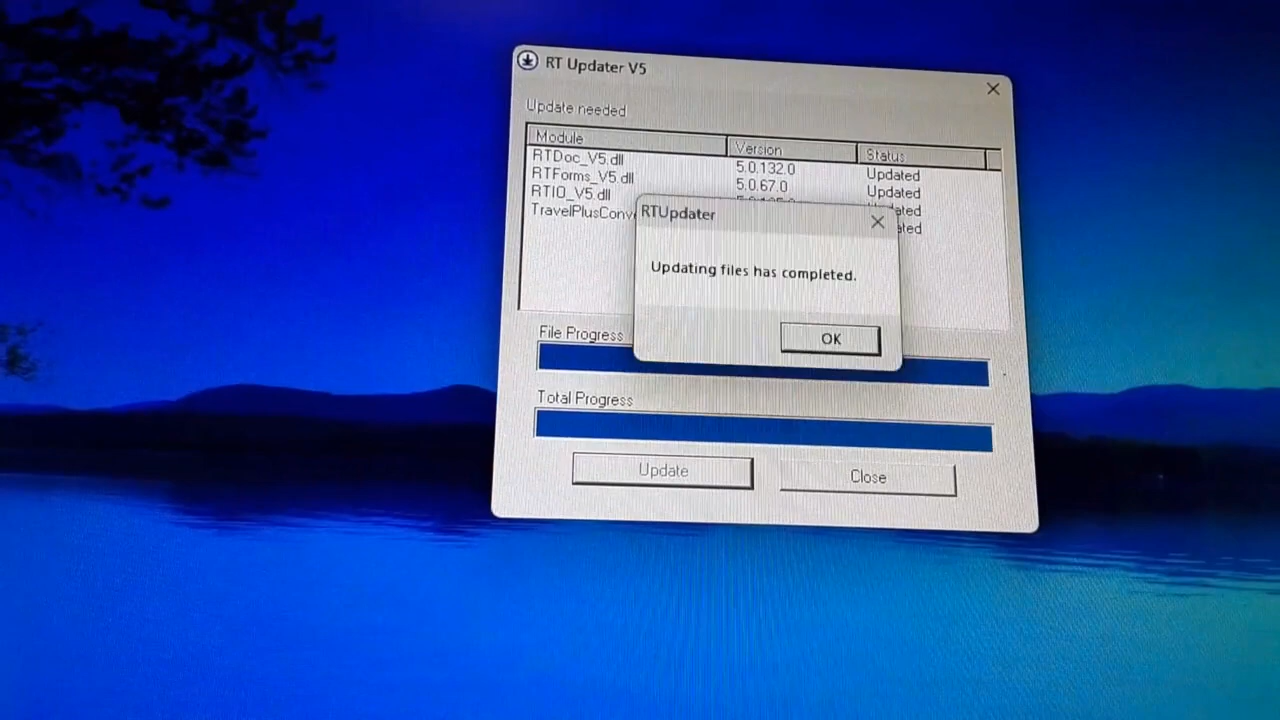 RT Updater V5
Update needed
Module Version Status
RTDoc_V5.dll 5.0.132.0 Updated
RTForms_V5.dll 5.0.67.0 Updated
RTIO_V5.dll
TravelPlusConv
RTUpdater
Updating files has completed.
OK
File Progress
Total Progress
Update Close